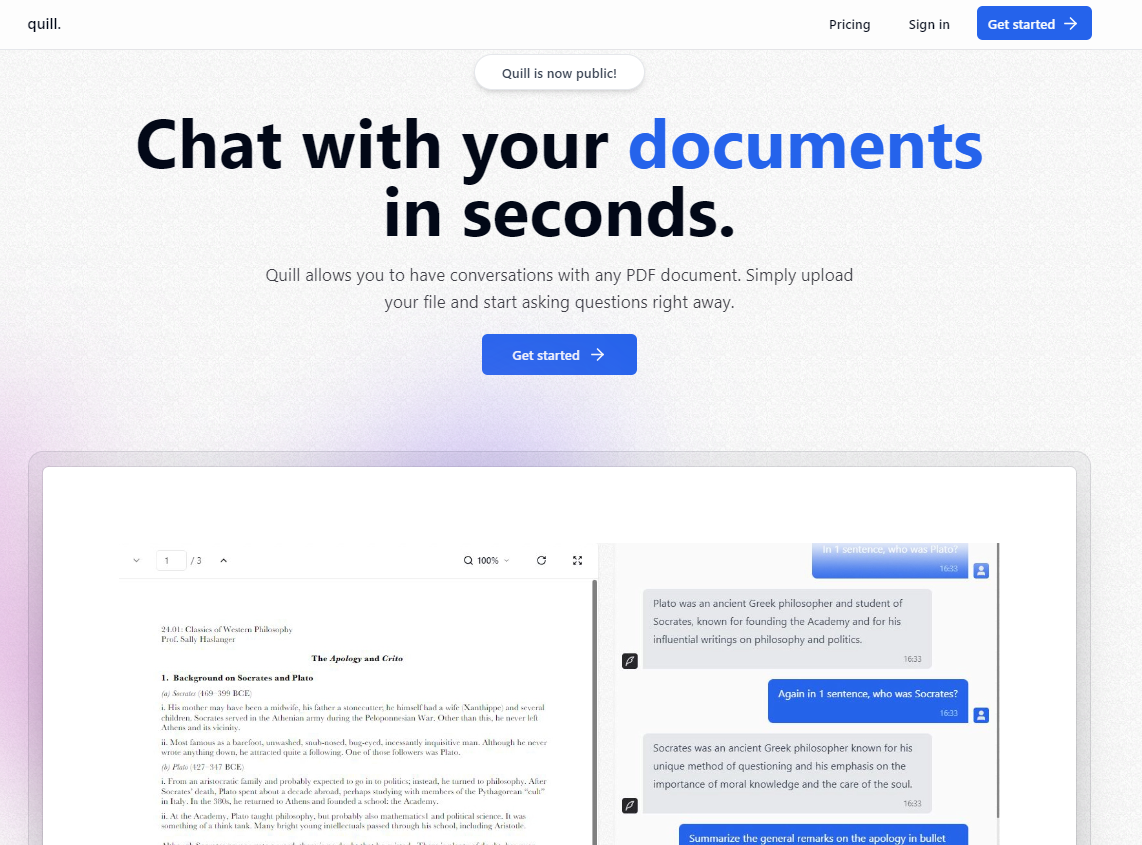 quill.
Pricing
Sign in
Get started
Quill is now public!
Chat with your documents
in seconds.
Quill allows you to have conversations with any PDF document. Simply upload
your file and start asking questions right away.
Get started
1 / 3
100%
24.01: Classics of Western Philosophy
Prof. Sally Haslanger
The Apology and Crito
1. Background on Socrates and Plato
(a) Socrates (469–399 BCE)
i. His mother may have been a midwife, his father a stonecutter; he himself had a wife (Xanthippe) and several
children. Socrates served in the Athenian army during the Peloponnesian War. Other than this, he never left
Athens and its vicinity.
ii. Most famous as a barefoot, unwashed, snub-nosed, bug-eyed, incessantly inquisitive man. Although he never
wrote anything down, he attracted quite a following. One of those followers was Plato.
(b) Plato (427–347 BCE)
i. From an aristocratic family and probably expected to go in to politics; instead, he turned to philosophy. After
Socrates’ death, Plato spent about a decade abroad, perhaps studying with members of the Pythagorean “cult”
in Italy. In the 380s, he returned to Athens and founded a school: the Academy.
ii. At the Academy, Plato taught philosophy, but probably also mathematics1 and political science. It was
something of a think tank. Many bright young intellectuals passed through his school, including Aristotle.
In 1 sentence, who was Plato?
16:33
Plato was an ancient Greek philosopher and student of
Socrates, known for founding the Academy and for his
influential writings on philosophy and politics.
16:33
Again in 1 sentence, who was Socrates?
16:33
Socrates was an ancient Greek philosopher known for his
unique method of questioning and his emphasis on the
importance of moral knowledge and the care of the soul.
16:33
Summarize the general remarks on the apology in bullet